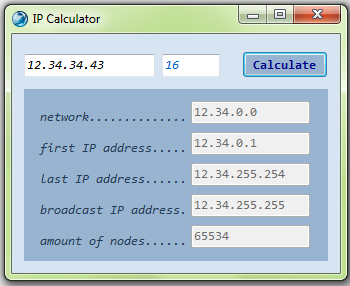 IP Calculator
12.34.34.43 16 Calculate
network.............. 12.34.0.0
first IP address..... 12.34.0.1
last IP address...... 12.34.255.254
broadcast IP address. 12.34.255.255
amount of nodes...... 65534